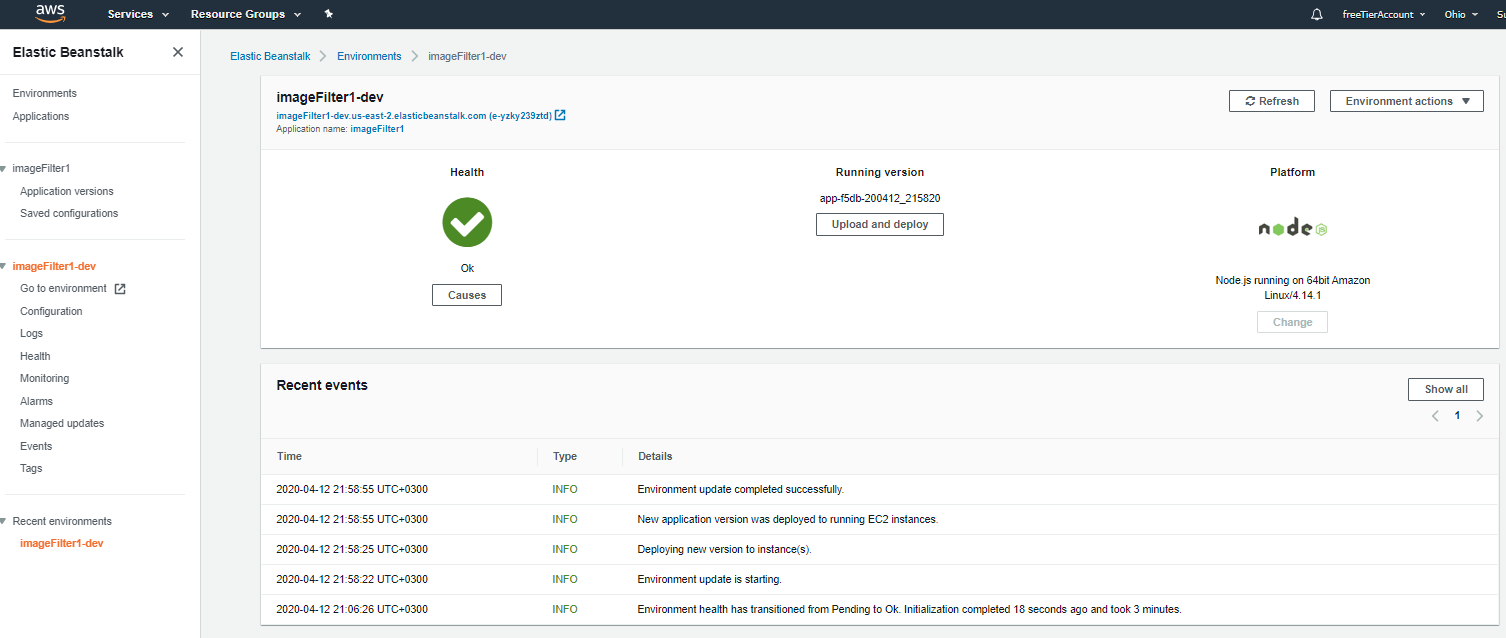 aws
Services
Resource Groups
freeTierAccount
Ohio
Su
Elastic Beanstalk
Environments
Applications
imageFilter1
Application versions
Saved configurations
imageFilter1-dev
Go to environment
Configuration
Logs
Health
Monitoring
Alarms
Managed updates
Events
Tags
Recent environments
imageFilter1-dev
Elastic Beanstalk
Environments
imageFilter1-dev
imageFilter1-dev
imageFilter1-dev.us-east-2.elasticbeanstalk.com (e-yzky239ztd)
Application name: imageFilter1
Refresh
Environment actions
Health
Ok
Causes
Running version
app-f5db-200412_215820
Upload and deploy
Platform
node JS
Node.js running on 64bit Amazon
Linux/4.14.1
Change
Recent events
Show all
1
Time Type Details
2020-04-12 21:58:55 UTC+0300 INFO Environment update completed successfully.
2020-04-12 21:58:55 UTC+0300 INFO New application version was deployed to running EC2 instances.
2020-04-12 21:58:25 UTC+0300 INFO Deploying new version to instance(s).
2020-04-12 21:58:22 UTC+0300 INFO Environment update is starting.
2020-04-12 21:06:26 UTC+0300 INFO Environment health has transitioned from Pending to Ok. Initialization completed 18 seconds ago and took 3 minutes.